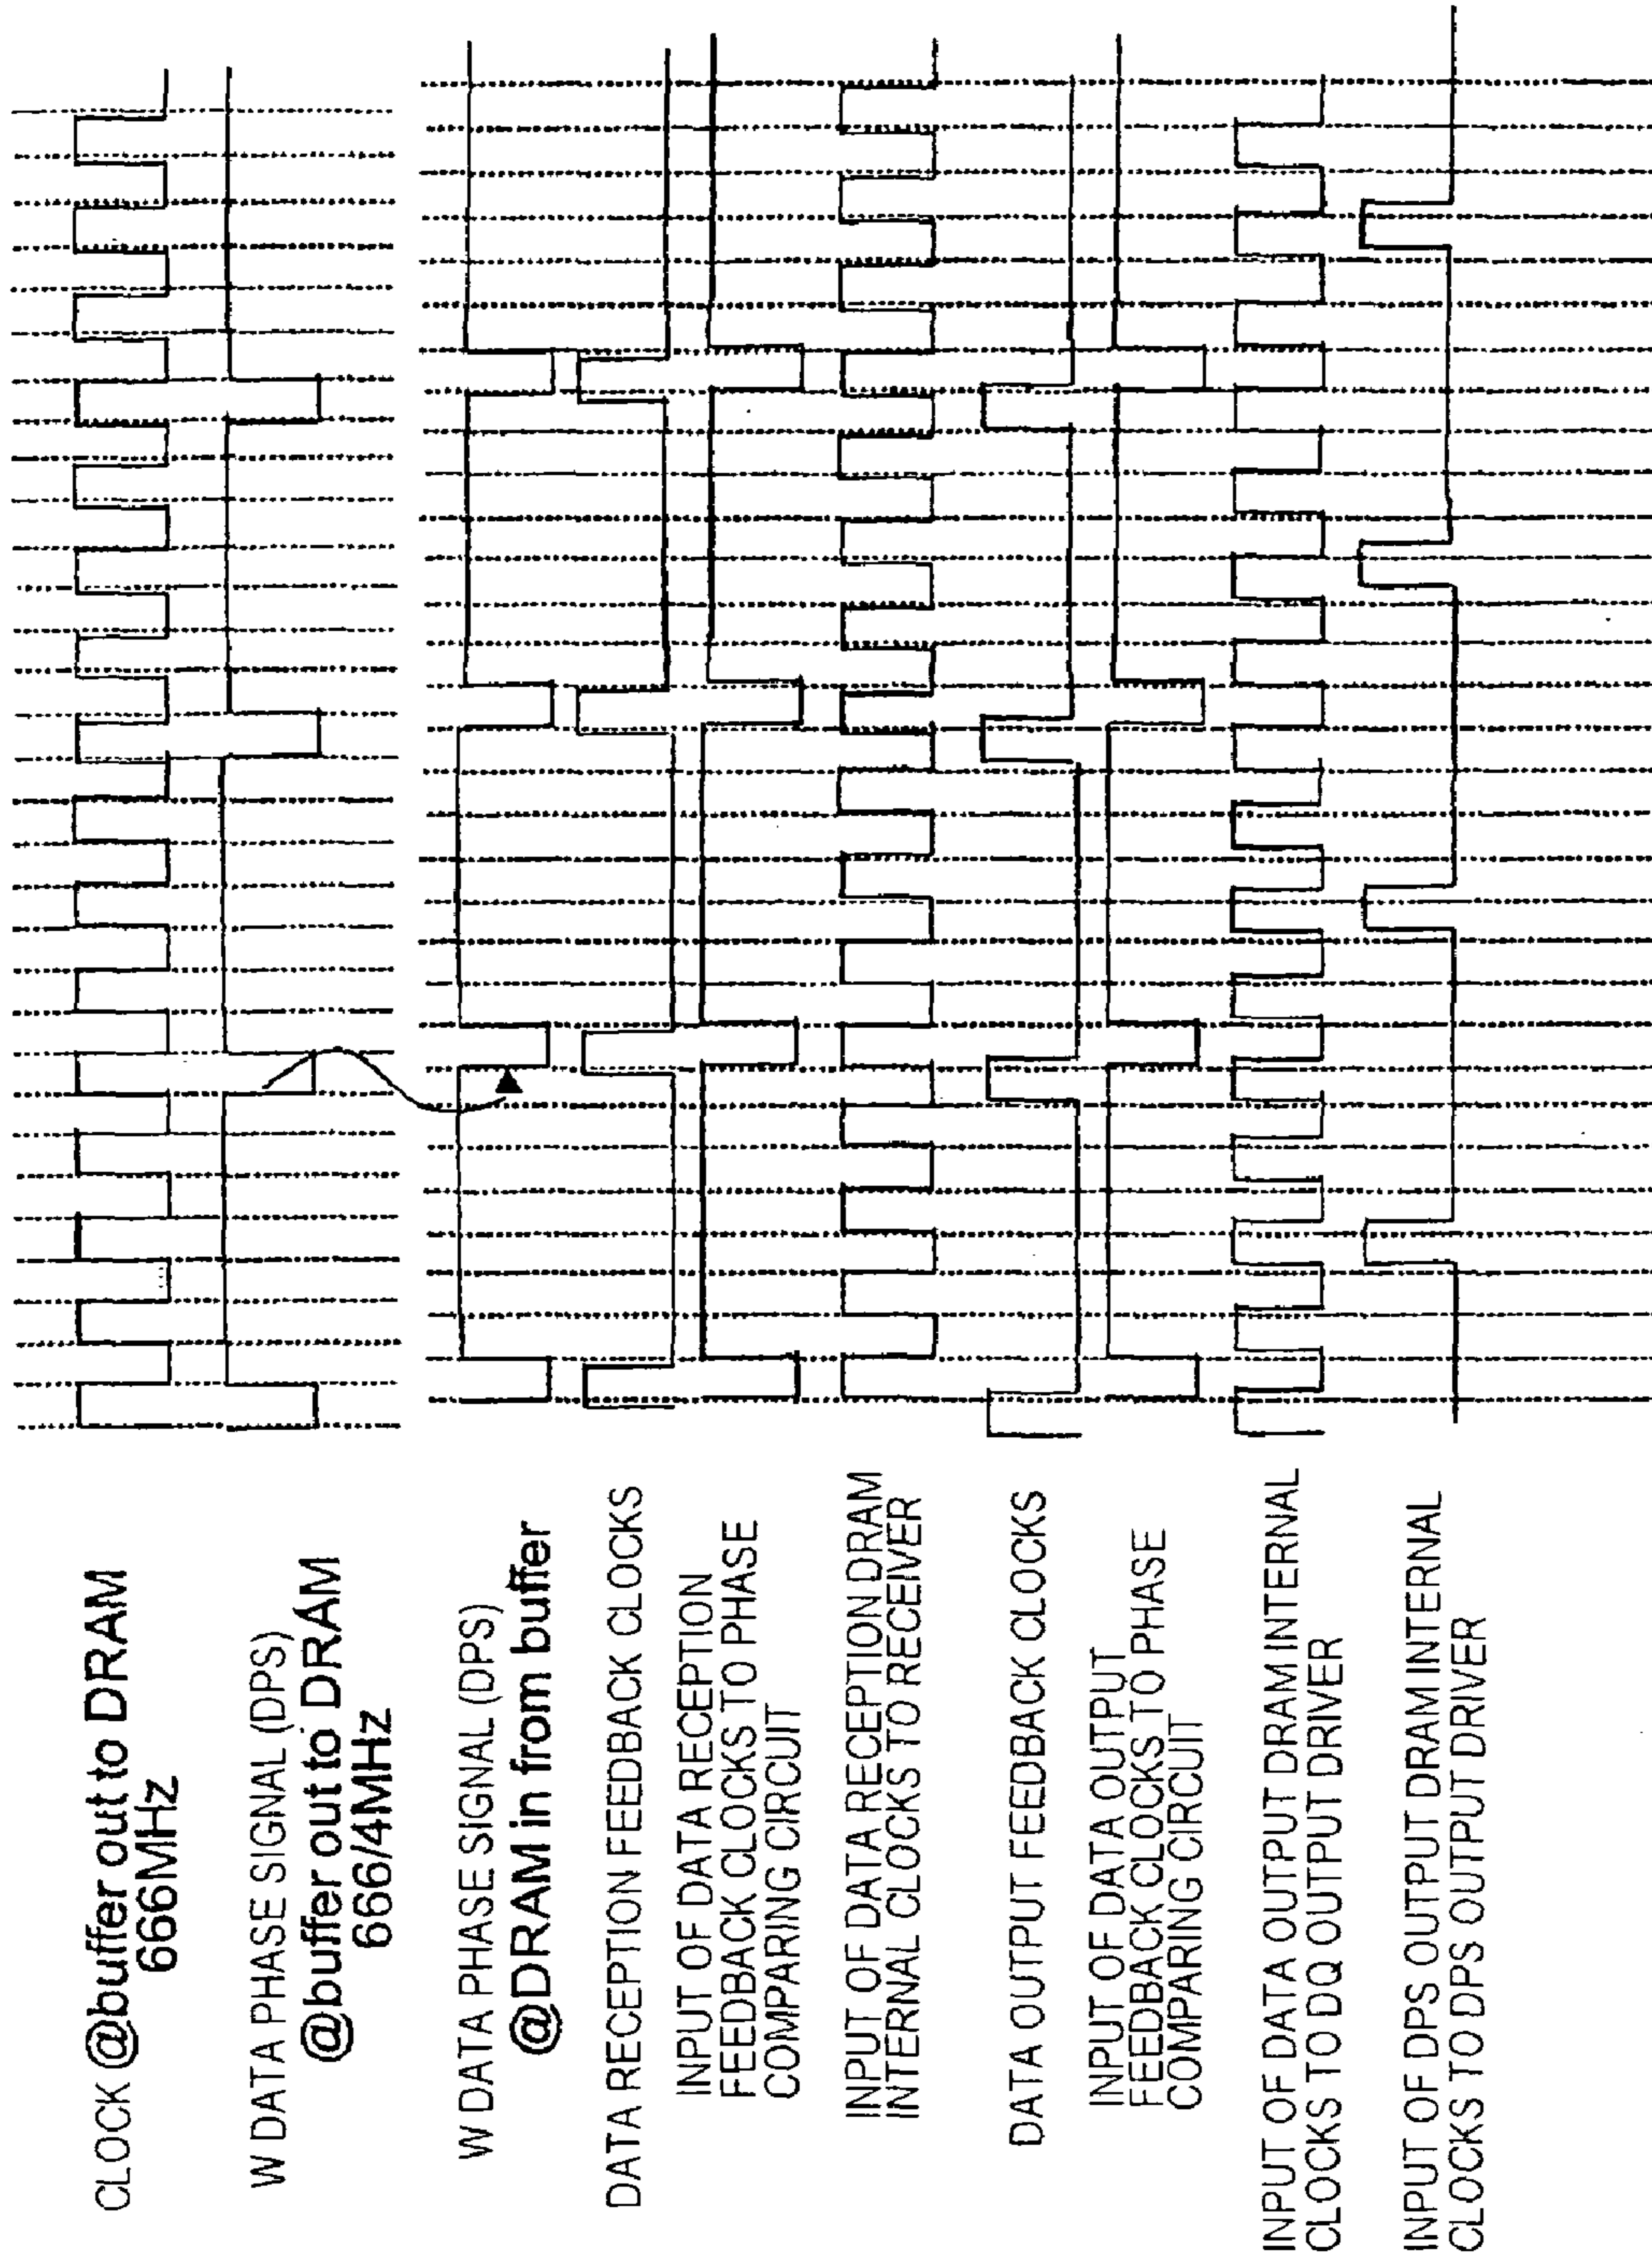 CLOCK @buffer out to DRAM
666MHz
W DATA PHASE SIGNAL (DPS)
@buffer out to DRAM
666/4MHz
W DATA PHASE SIGNAL (DPS)
@DRAM in from buffer
DATA RECEPTION FEEDBACK CLOCKS
INPUT OF DATA RECEPTION
FEEDBACK CLOCKS TO PHASE
COMPARING CIRCUIT
INPUT OF DATA RECEPTION DRAM
INTERNAL CLOCKS TO RECEIVER
DATA OUTPUT FEEDBACK CLOCKS
INPUT OF DATA OUTPUT
FEEDBACK CLOCKS TO PHASE
COMPARING CIRCUIT
INPUT OF DATA OUTPUT DRAM INTERNAL
CLOCKS TO DQ OUTPUT DRIVER
INPUT OF DPS OUTPUT DRAM INTERNAL
CLOCKS TO DPS OUTPUT DRIVER